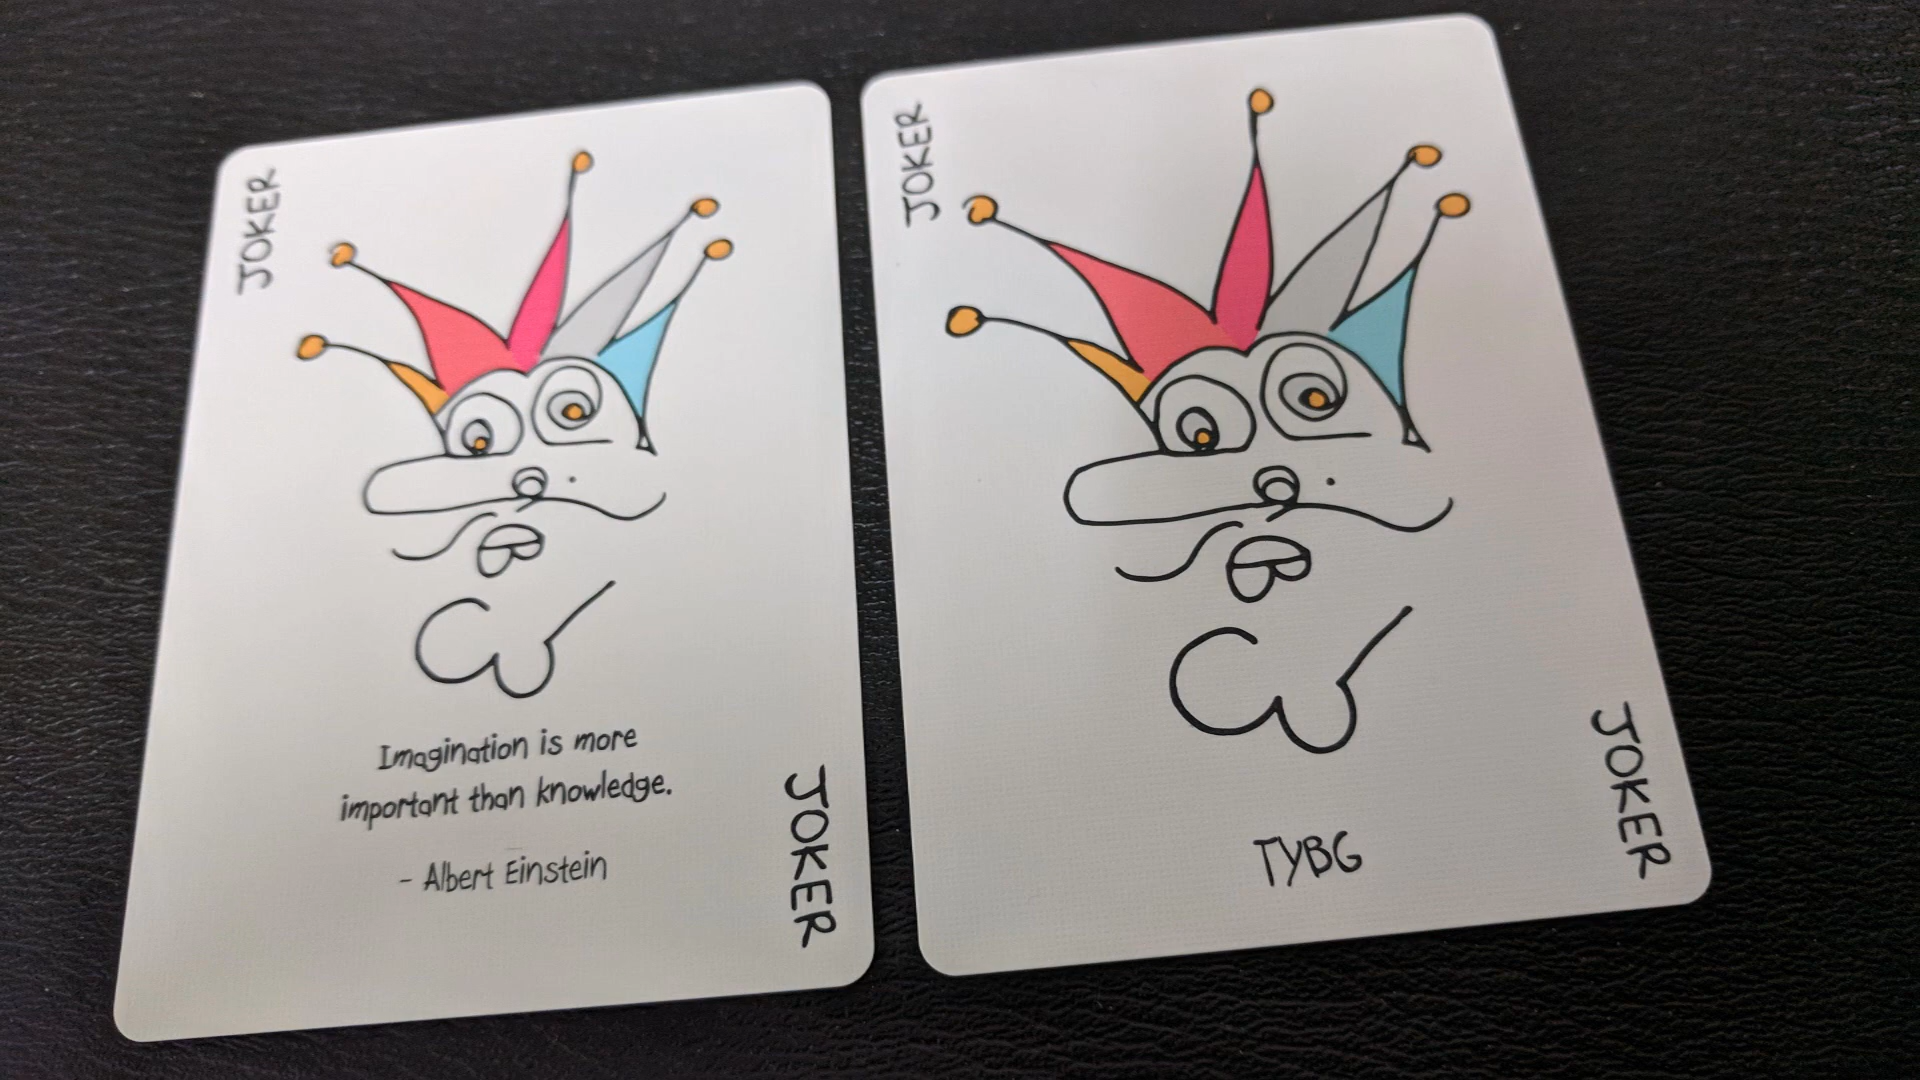 JOKER
Imagination is more
important than knowledge.
- Albert Einstein
JOKER
JOKER
TYBG
JOKER